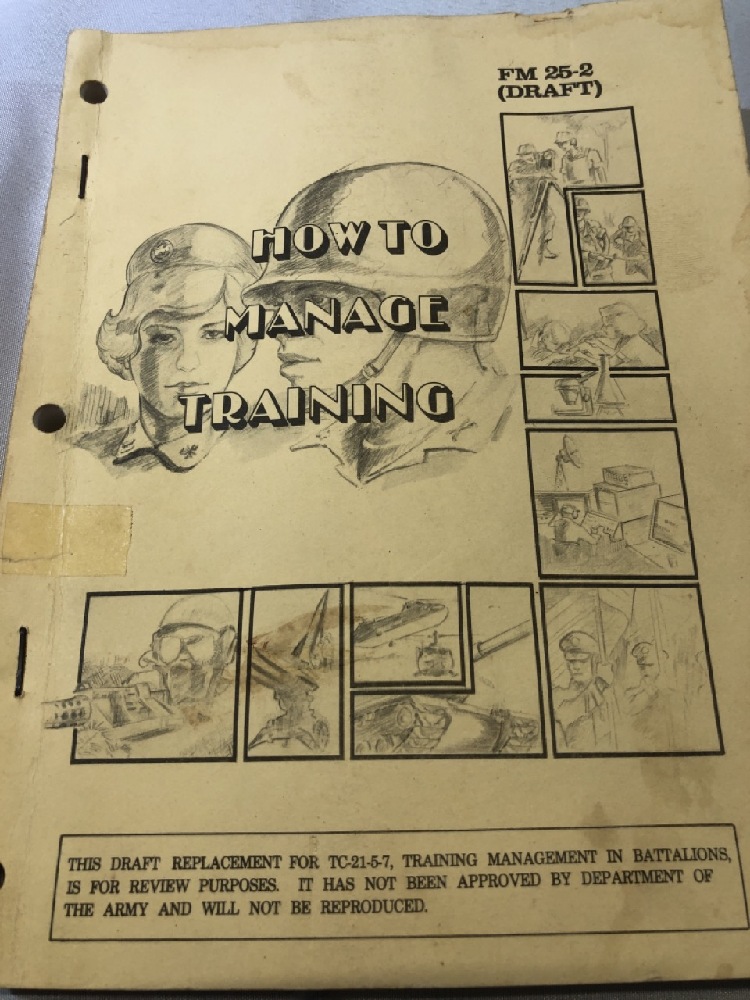 FM 25-2
(DRAFT)
HOW TO
MANAGE
TRAINING
THIS DRAFT REPLACEMENT FOR TC-21-5-7, TRAINING MANAGEMENT IN BATTALIONS,
IS FOR REVIEW PURPOSES. IT HAS NOT BEEN APPROVED BY DEPARTMENT OF
THE ARMY AND WILL NOT BE REPRODUCED.